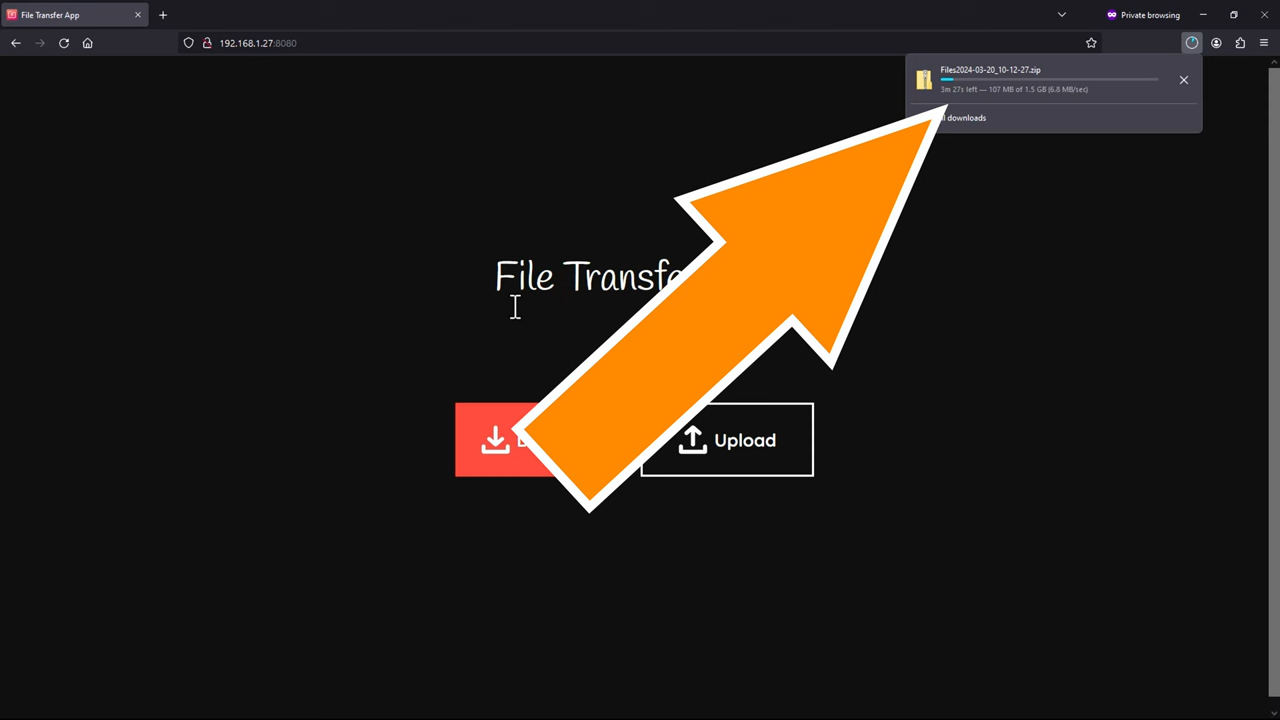 File Transfer App
Private browsing
192.168.1.27:8080
Files2024-03-20_10-12-27.zip
3m 27s left — 107 MB of 1.5 GB (6.8 MB/sec)
downloads
File Transfe
Upload